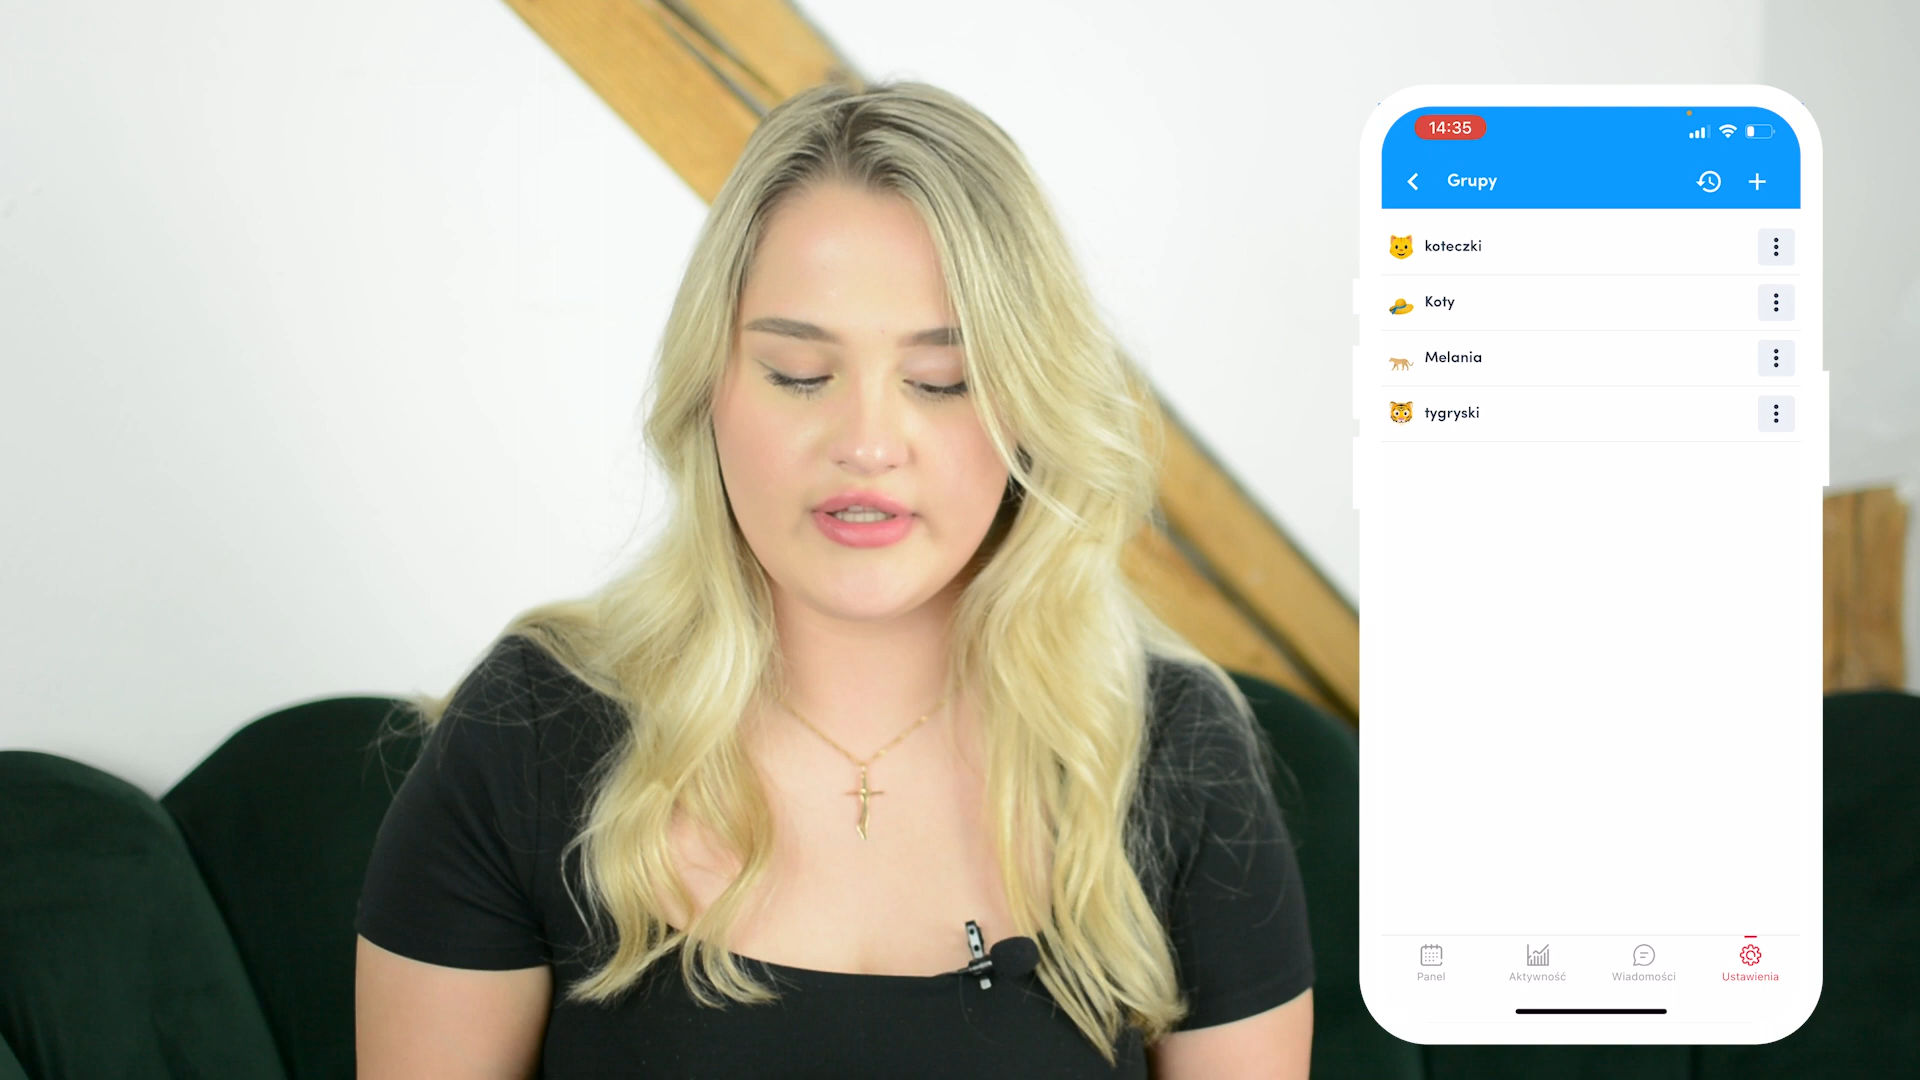 14:35
Grupy
koteczki
Koty
Melania
tygryski
Panel
Aktywność
Wiadomości
Ustawienia